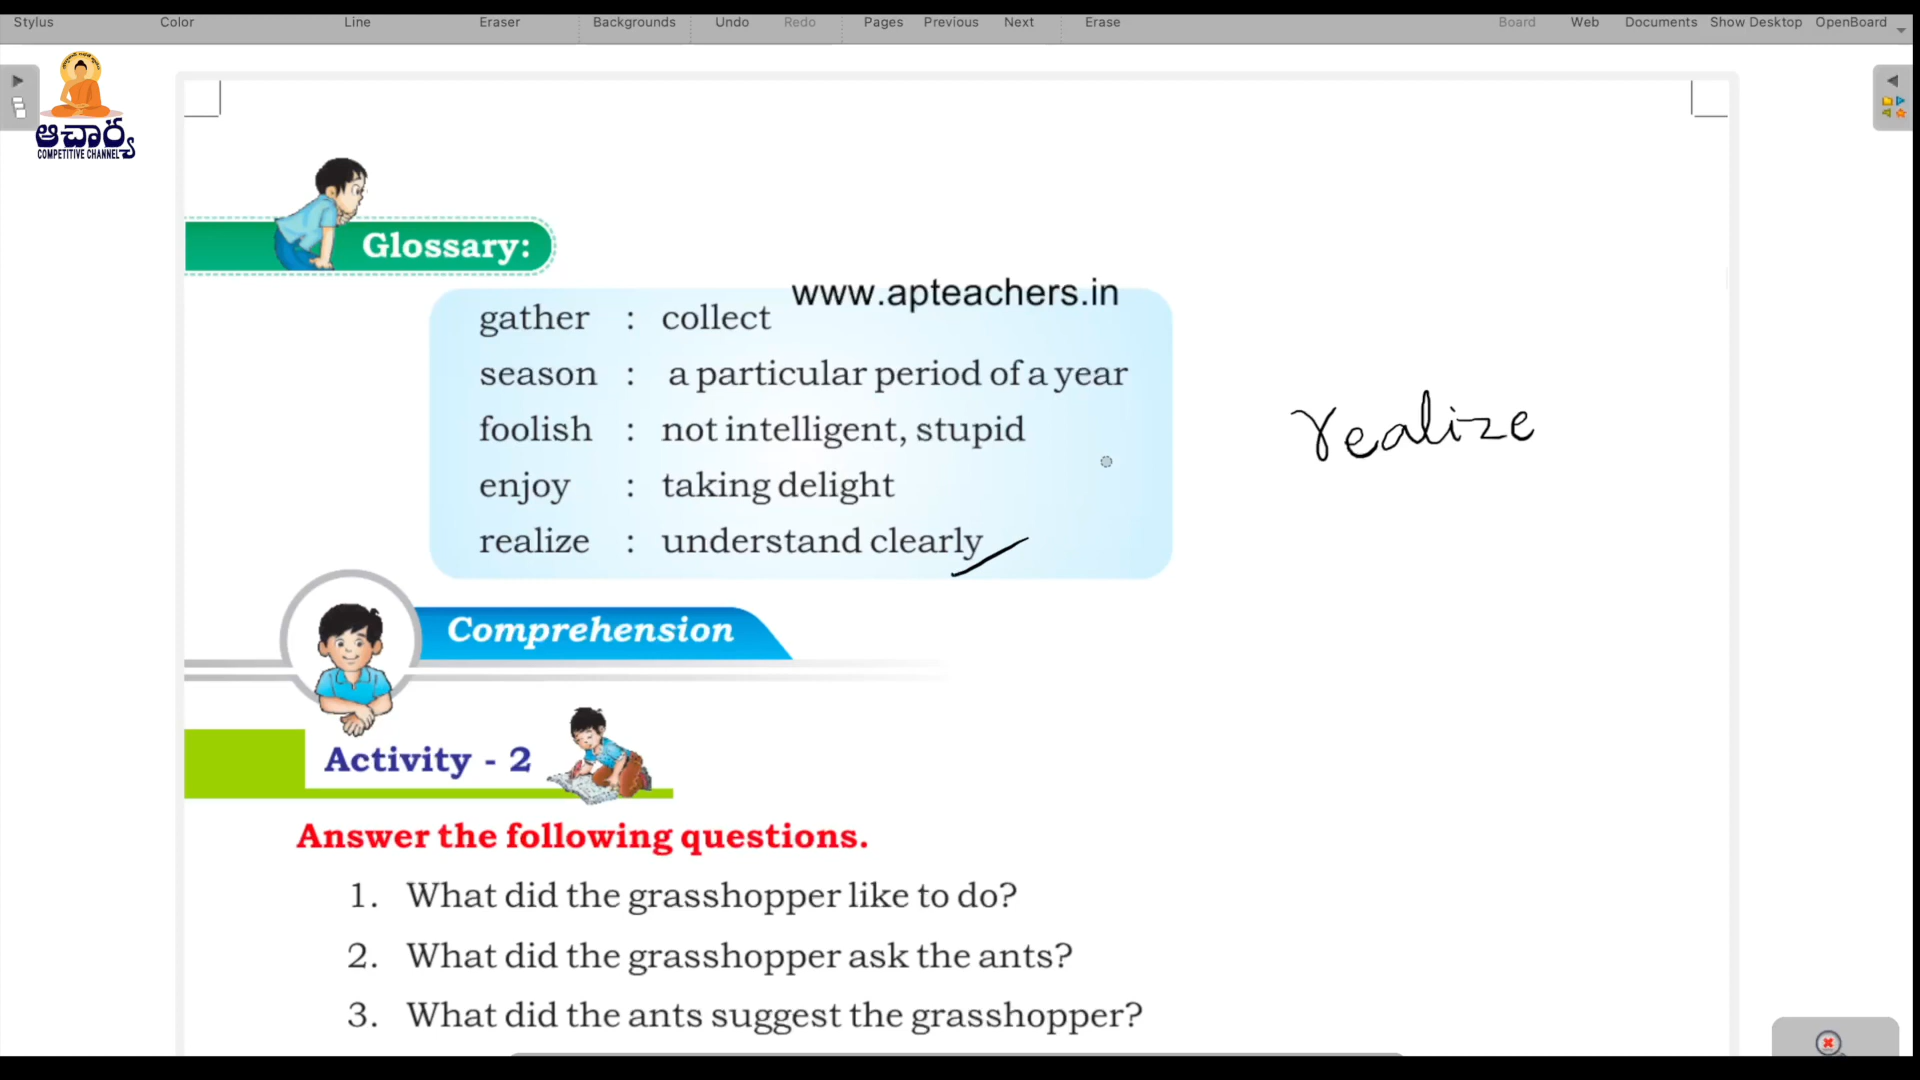 Stylus Color Line Eraser Backgrounds Undo Redo Pages Previous Next Erase Board Web Documents Show Desktop OpenBoard
ఆచార్య
COMPETITIVE CHANNEL
Glossary:
www.apteachers.in
gather : collect
season : a particular period of a year
foolish : not intelligent, stupid
realize
enjoy : taking delight
realize : understand clearly
Comprehension
Activity - 2
Answer the following questions.
1. What did the grasshopper like to do?
2. What did the grasshopper ask the ants?
3. What did the ants suggest the grasshopper?